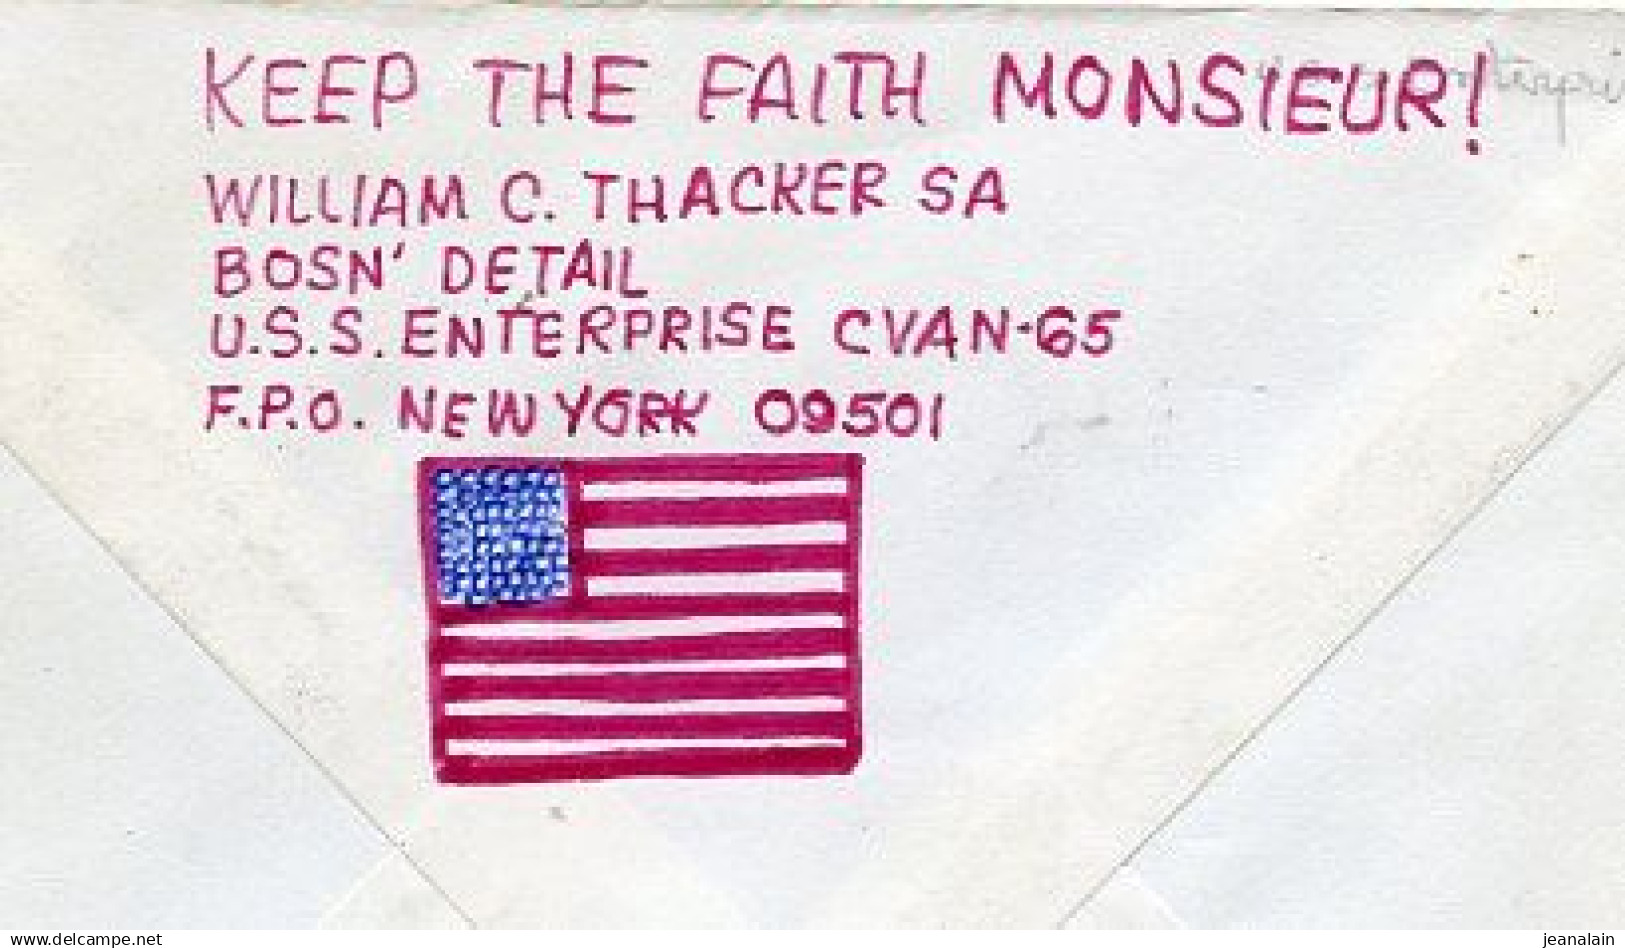 KEEP THE FAITH MONSIEUR!
WILLIAM C. THACKER SA
BOSN' DETAIL
U.S.S. ENTERPRISE CVAN-65
F.P.O. NEW YORK 09501
www.delcampe.net
jeanalain